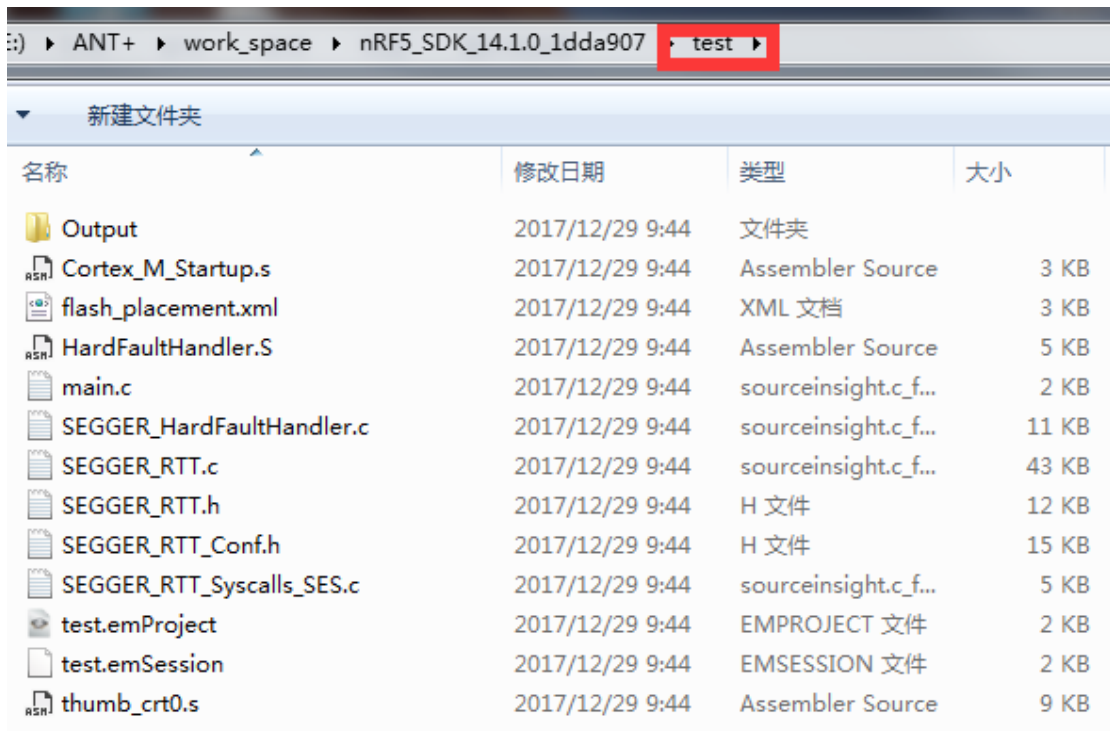 E:) ▸ ANT+ ▸ work_space ▸ nRF5_SDK_14.1.0_1dda907 ▸ test ▸
新建文件夹
名称 修改日期 类型 大小
Output 2017/12/29 9:44 文件夹
Cortex_M_Startup.s 2017/12/29 9:44 Assembler Source 3 KB
flash_placement.xml 2017/12/29 9:44 XML 文档 3 KB
HardFaultHandler.S 2017/12/29 9:44 Assembler Source 5 KB
main.c 2017/12/29 9:44 sourceinsight.c_f... 2 KB
SEGGER_HardFaultHandler.c 2017/12/29 9:44 sourceinsight.c_f... 11 KB
SEGGER_RTT.c 2017/12/29 9:44 sourceinsight.c_f... 43 KB
SEGGER_RTT.h 2017/12/29 9:44 H 文件 12 KB
SEGGER_RTT_Conf.h 2017/12/29 9:44 H 文件 15 KB
SEGGER_RTT_Syscalls_SES.c 2017/12/29 9:44 sourceinsight.c_f... 5 KB
test.emProject 2017/12/29 9:44 EMPROJECT 文件 2 KB
test.emSession 2017/12/29 9:44 EMSESSION 文件 2 KB
thumb_crt0.s 2017/12/29 9:44 Assembler Source 9 KB